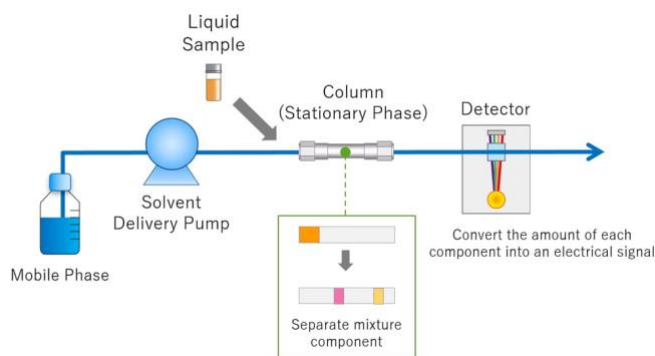 Liquid
Sample
Column
(Stationary Phase)
Detector
Solvent
Delivery Pump
Mobile Phase
Convert the amount of each
component into an electrical signal
Separate mixture
component